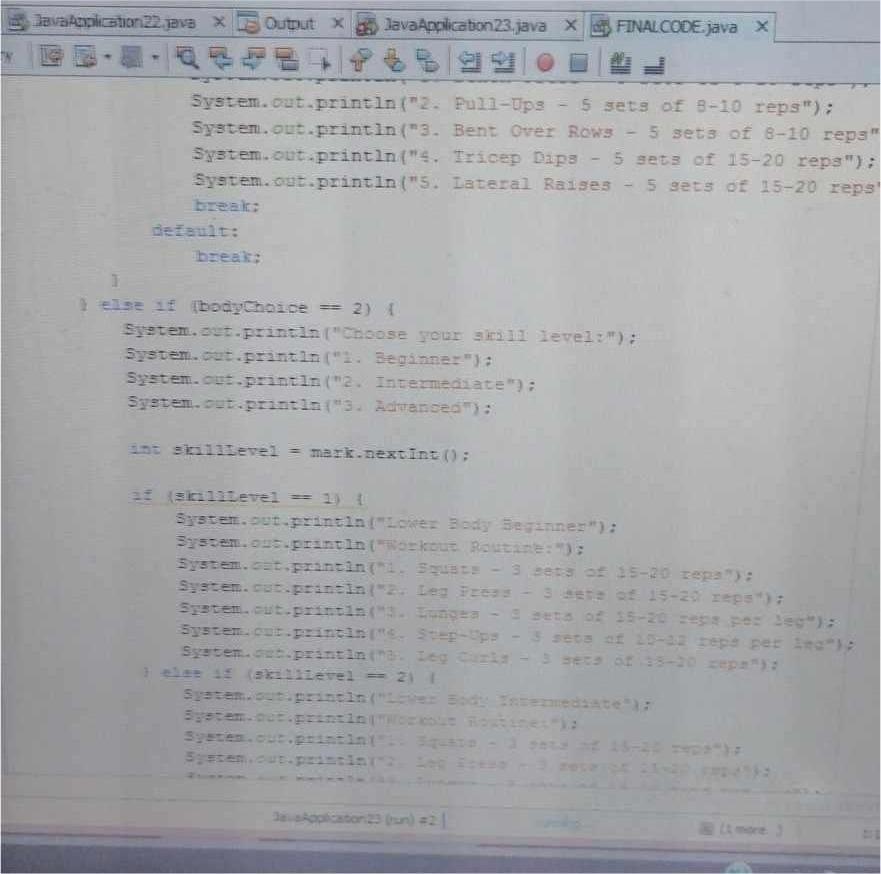 JavaApplication22.java × Output × JavaApplication23.java × FINALCODE.java ×
System.out.println("2. Pull-Ups - 5 sets of 8-10 reps");
System.out.println("3. Bent Over Rows - 5 sets of 8-10 reps"
System.out.println("4. Tricep Dips - 5 sets of 15-20 reps");
System.out.println("5. Lateral Raises - 5 sets of 15-20 reps"
break;
default:
break;
}
} else if (bodyChoice == 2) {
System.out.println("Choose your skill level:");
System.out.println("1. Beginner");
System.out.println("2. Intermediate");
System.out.println("3. Advanced");
int skillLevel = mark.nextInt();
if (skillLevel == 1) {
System.out.println("Lower Body Beginner");
System.out.println("Workout Routine:");
System.out.println("1. Squats - 3 sets of 15-20 reps");
System.out.println("2. Leg Press - 3 sets of 15-20 reps");
System.out.println("3. Lunges - 3 sets of 15-20 reps per leg");
System.out.println("4. Step-Ups - 3 sets of 10-12 reps per leg");
System.out.println("5. Leg Curls - 3 sets of 15-20 reps");
} else if (skillLevel == 2) {
System.out.println("Lower Body Intermediate");
System.out.println("Workout Routine:");
System.out.println("1. Squats - 3 sets of 15-20 reps");
System.out.println("2. Leg Press - 3 sets of 15-20 reps");
JavaApplication23 (run) #2 running... (1 more...)